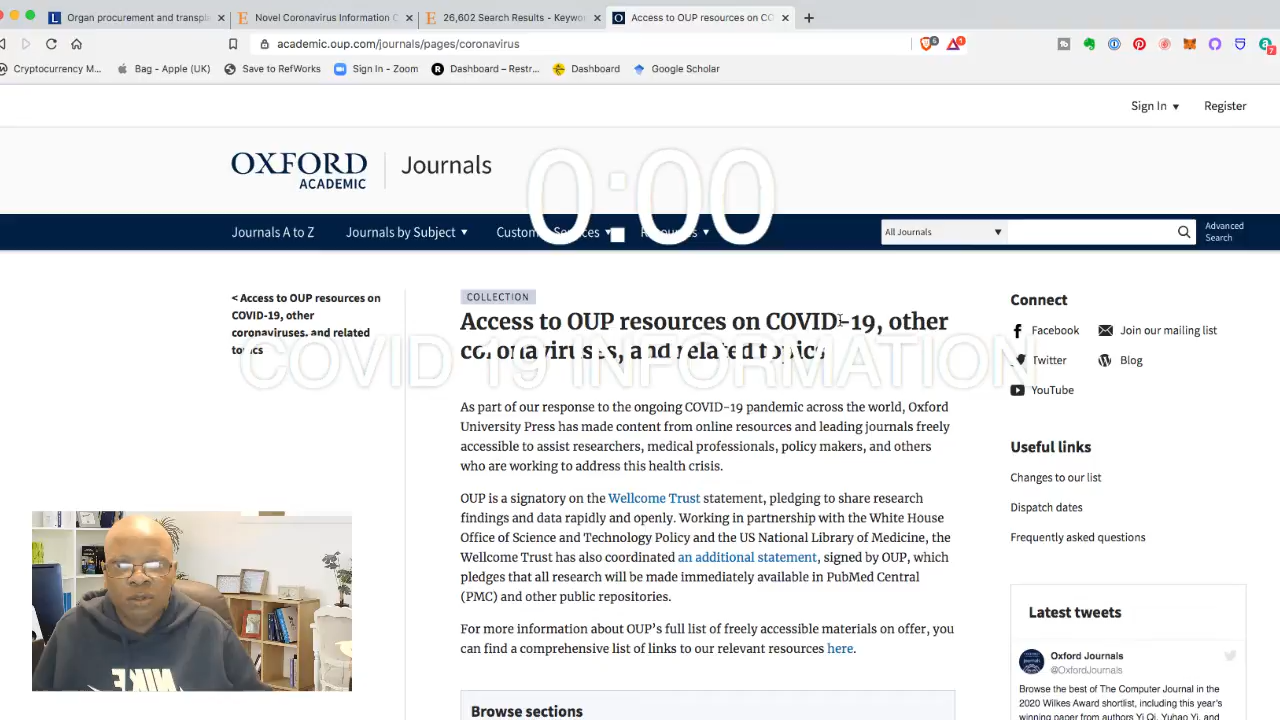 Organ procurement and transpl
Novel Coronavirus Information C
26,602 Search Results - Keywo
Access to OUP resources on CO
academic.oup.com/journals/pages/coronavirus
Cryptocurrency M...
Bag - Apple (UK)
Save to RefWorks
Sign In - Zoom
Dashboard – Restr...
Dashboard
Google Scholar
Sign In
Register
OXFORD
ACADEMIC
Journals
0:00
Journals A to Z
Journals by Subject
All Journals
Advanced
Search
< Access to OUP resources on
COVID-19, other
coronaviruses, and related
topics
COLLECTION
Access to OUP resources on COVID-19, other
coronaviruses, and related topics
COVID 19 INFORMATION
As part of our response to the ongoing COVID-19 pandemic across the world, Oxford
University Press has made content from online resources and leading journals freely
accessible to assist researchers, medical professionals, policy makers, and others
who are working to address this health crisis.
OUP is a signatory on the Wellcome Trust statement, pledging to share research
findings and data rapidly and openly. Working in partnership with the White House
Office of Science and Technology Policy and the US National Library of Medicine, the
Wellcome Trust has also coordinated an additional statement, signed by OUP, which
pledges that all research will be made immediately available in PubMed Central
(PMC) and other public repositories.
For more information about OUP's full list of freely accessible materials on offer, you
can find a comprehensive list of links to our relevant resources here.
Browse sections
Connect
Facebook
Join our mailing list
Twitter
Blog
YouTube
Useful links
Changes to our list
Dispatch dates
Frequently asked questions
Latest tweets
Oxford Journals
@OxfordJournals
Browse the best of The Computer Journal in the
2020 Wilkes Award shortlist, including this year's
winning paper from authors Yi Qi, Yuhao Yi, and